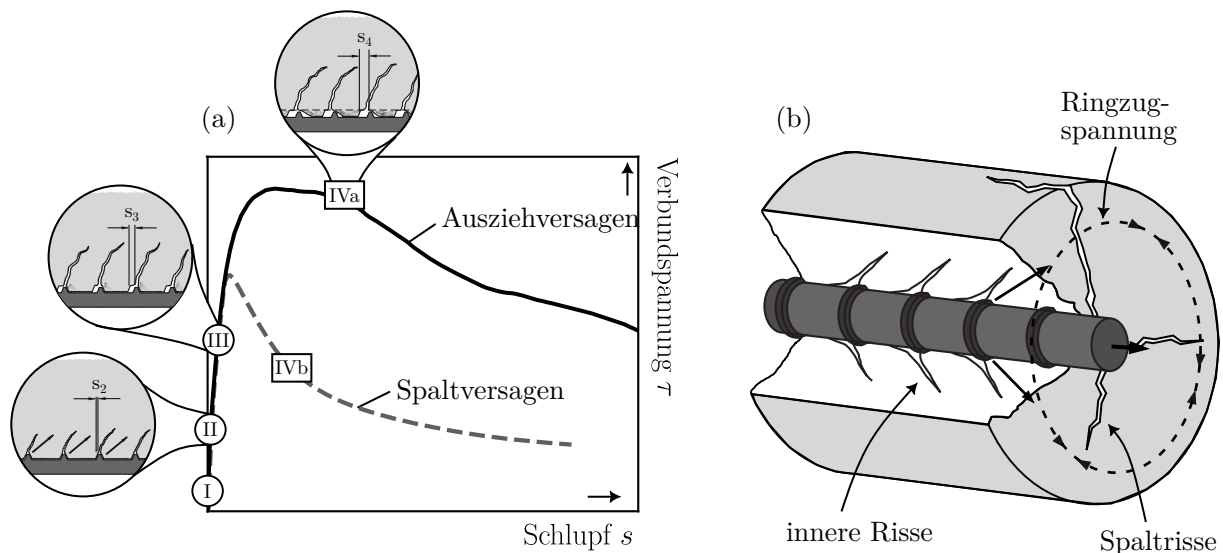 (a)
s₄
s₃
s₂
I
II
III
IVa
IVb
Ausziehversagen
Spaltversagen
Verbundspannung τ
Schlupf s
(b)
Ringzug-
spannung
innere Risse
Spaltrisse